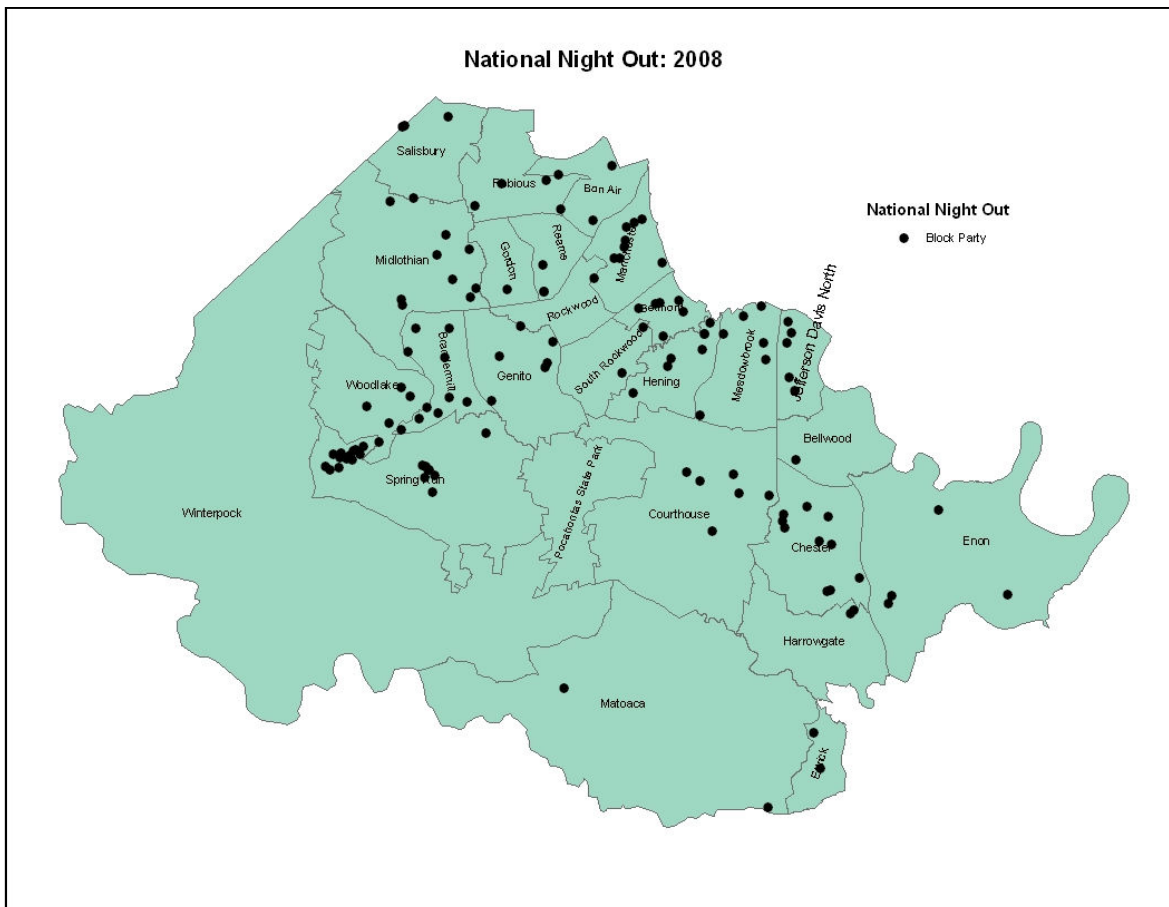 National Night Out: 2008
Salisbury
Robious
Bon Air
National Night Out
Block Party
Midlothian
Gordon
Reams
Manchester
Rockwood
Belmont
Jefferson Davis North
Brandermill
Genito
South Rockwood
Hening
Meadowbrook
Woodlake
Bellwood
Spring Run
Pocahontas State Park
Winterpock
Courthouse
Enon
Chester
Harrowgate
Matoaca
Ettrick